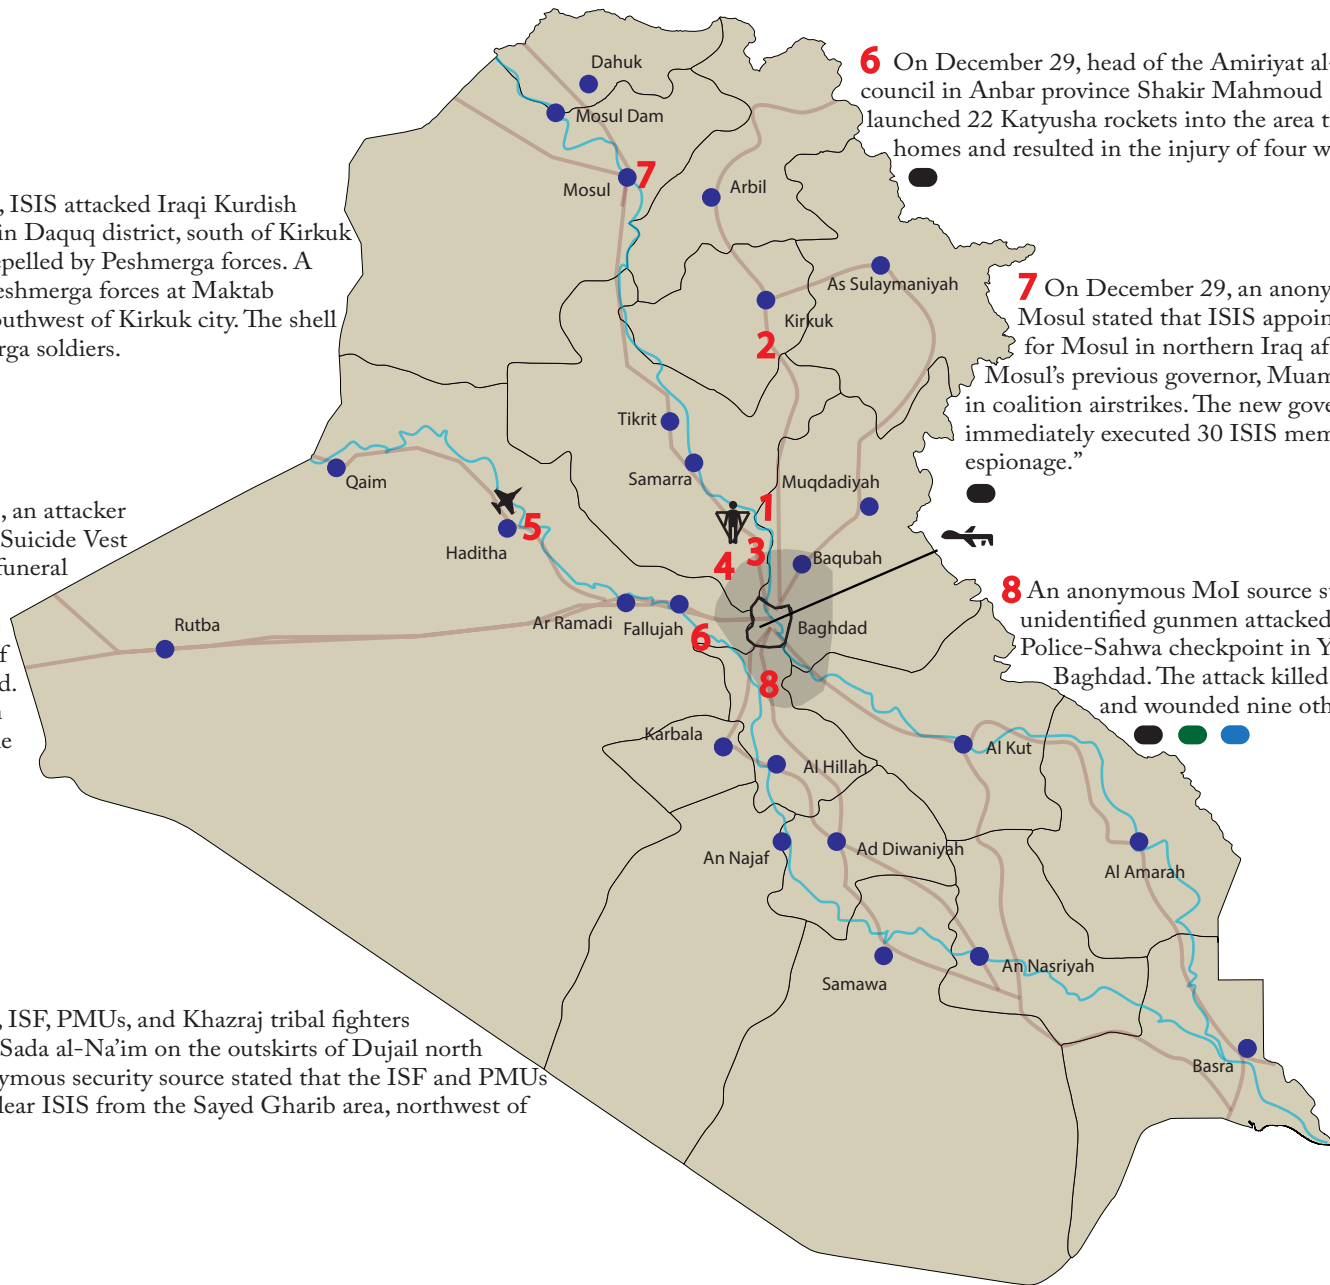 6 On December 29, head of the Amiriyat al-
council in Anbar province Shakir Mahmoud
launched 22 Katyusha rockets into the area t
homes and resulted in the injury of four w
, ISIS attacked Iraqi Kurdish
in Daquq district, south of Kirkuk
epelled by Peshmerga forces. A
eshmerga forces at Maktab
outhwest of Kirkuk city. The shell
rga soldiers.
7 On December 29, an anony
Mosul stated that ISIS appoin
for Mosul in northern Iraq af
Mosul's previous governor, Muam
in coalition airstrikes. The new gove
immediately executed 30 ISIS mem
espionage."
, an attacker
Suicide Vest
funeral
f
d.
n
e
8 An anonymous MoI source s
unidentified gunmen attacked
Police-Sahwa checkpoint in Y
Baghdad. The attack killed
and wounded nine oth
, ISF, PMUs, and Khazraj tribal fighters
Sada al-Na'im on the outskirts of Dujail north
ymous security source stated that the ISF and PMUs
lear ISIS from the Sayed Gharib area, northwest of
Dahuk
Mosul Dam
Mosul
7
Arbil
As Sulaymaniyah
Kirkuk
2
Tikrit
Samarra
Muqdadiyah
Qaim
1
5
Haditha
3
4
Baqubah
Ar Ramadi
Fallujah
Baghdad
Rutba
6
8
Karbala
Al Kut
Al Hillah
An Najaf
Ad Diwaniyah
Al Amarah
Samawa
An Nasriyah
Basra